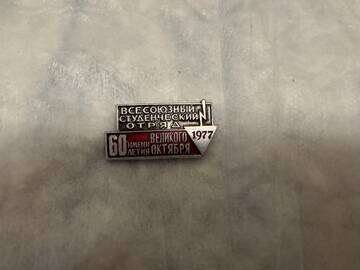 ВСЕСОЮЗНЫЙ
СТУДЕНЧЕСКИЙ
ОТРЯД
60 ИМЕНИ ЛЕТИЯ
ВЕЛИКОГО
ОКТЯБРЯ
1977